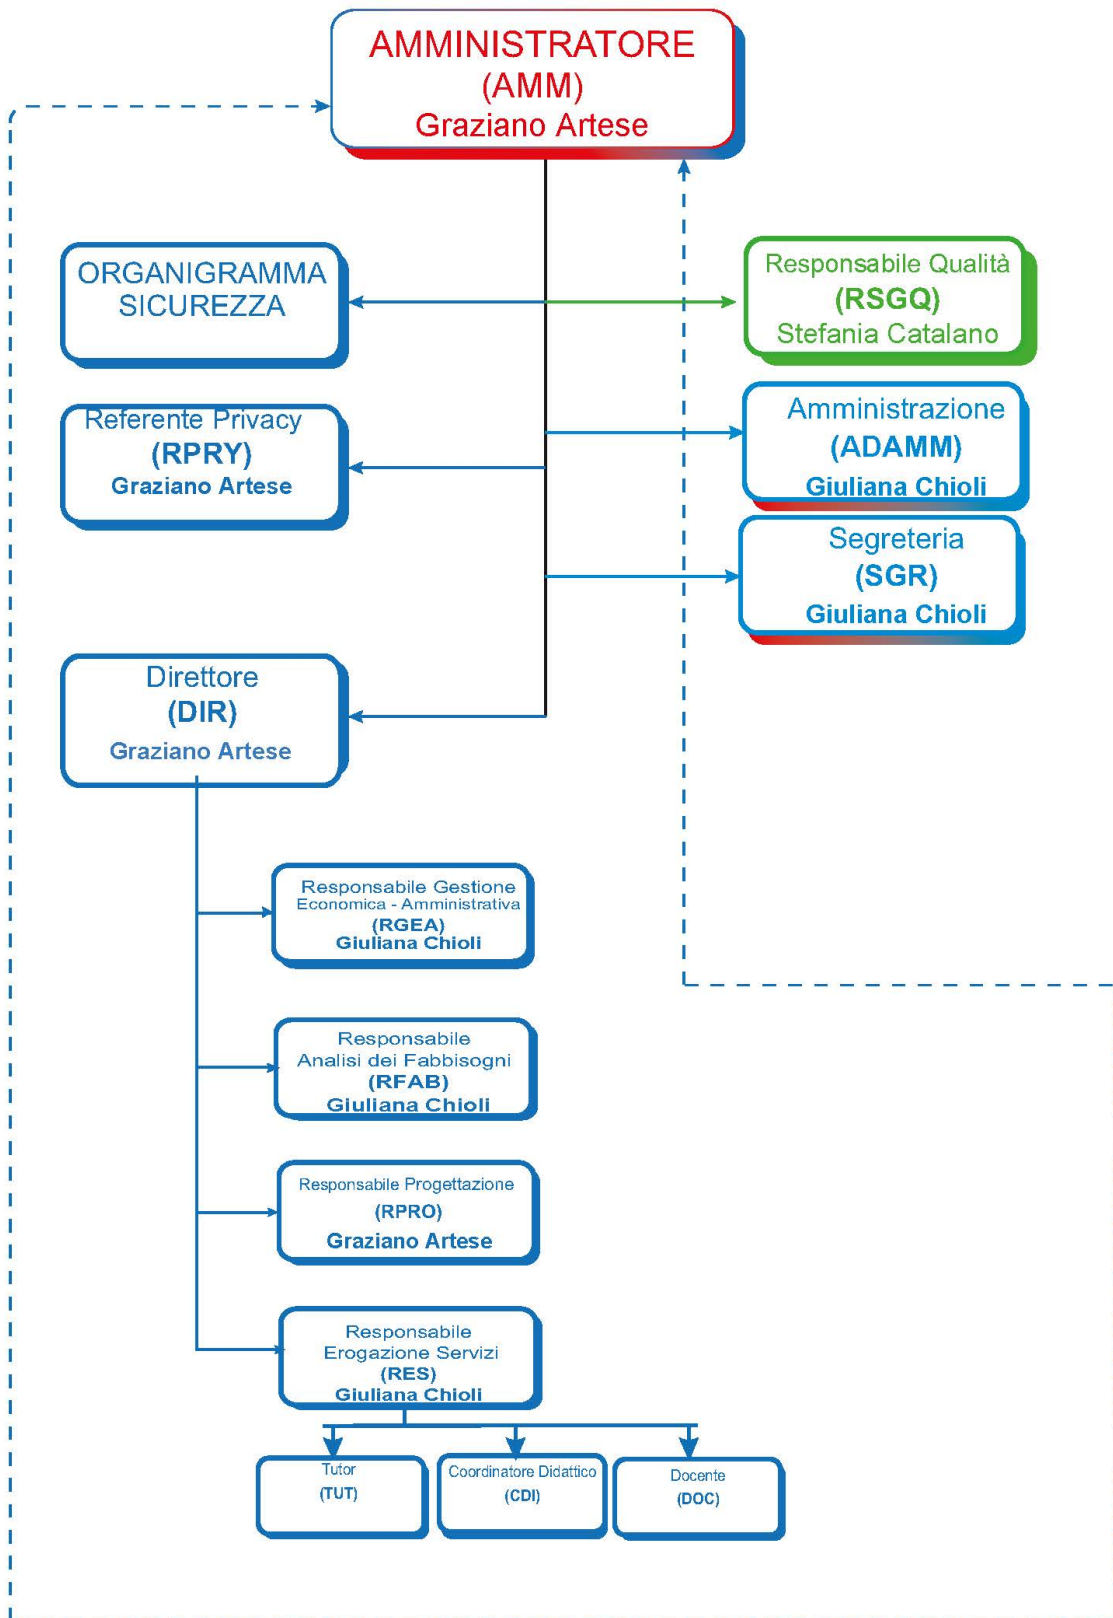 AMMINISTRATORE
(AMM)
Graziano Artese
ORGANIGRAMMA
SICUREZZA
Responsabile Qualità
(RSGQ)
Stefania Catalano
Referente Privacy
(RPRY)
Graziano Artese
Amministrazione
(ADAMM)
Giuliana Chioli
Segreteria
(SGR)
Giuliana Chioli
Direttore
(DIR)
Graziano Artese
Responsabile Gestione
Economica - Amministrativa
(RGEA)
Giuliana Chioli
Responsabile
Analisi dei Fabbisogni
(RFAB)
Giuliana Chioli
Responsabile Progettazione
(RPRO)
Graziano Artese
Responsabile
Erogazione Servizi
(RES)
Giuliana Chioli
Tutor
(TUT)
Coordinatore Didattico
(CDI)
Docente
(DOC)